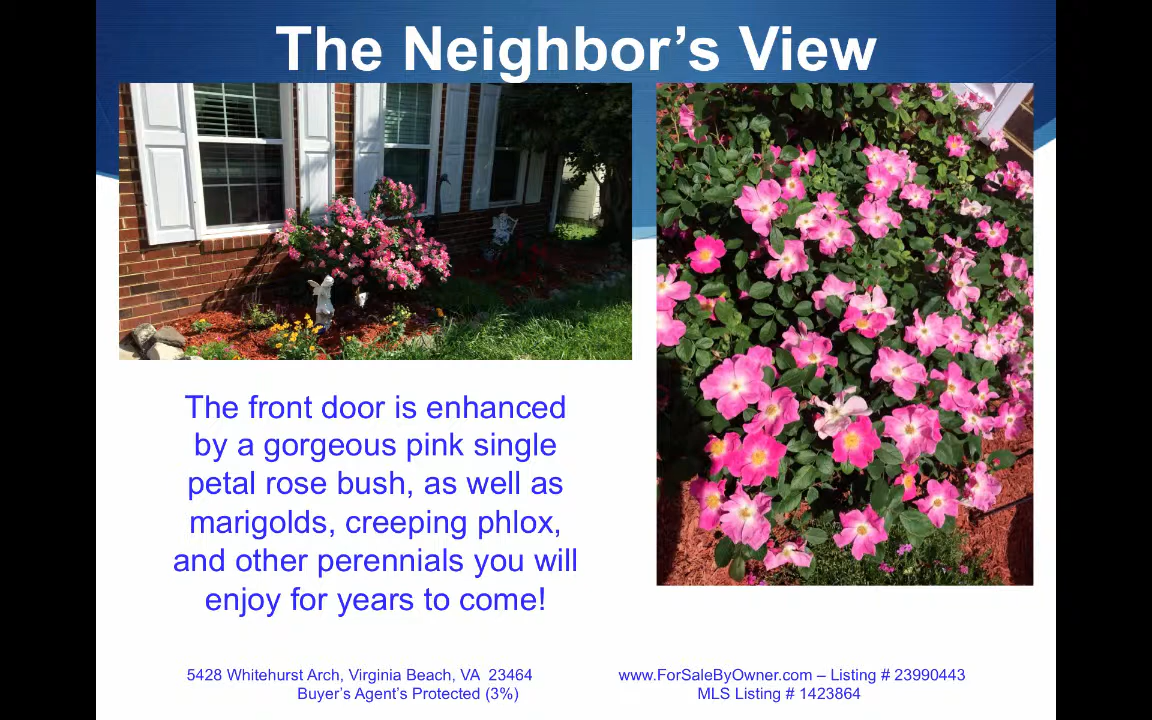 The Neighbor’s View
The front door is enhanced
by a gorgeous pink single
petal rose bush, as well as
marigolds, creeping phlox,
and other perennials you will
enjoy for years to come!
5428 Whitehurst Arch, Virginia Beach, VA  23464
Buyer’s Agent’s Protected (3%)
www.ForSaleByOwner.com – Listing # 23990443
MLS Listing # 1423864